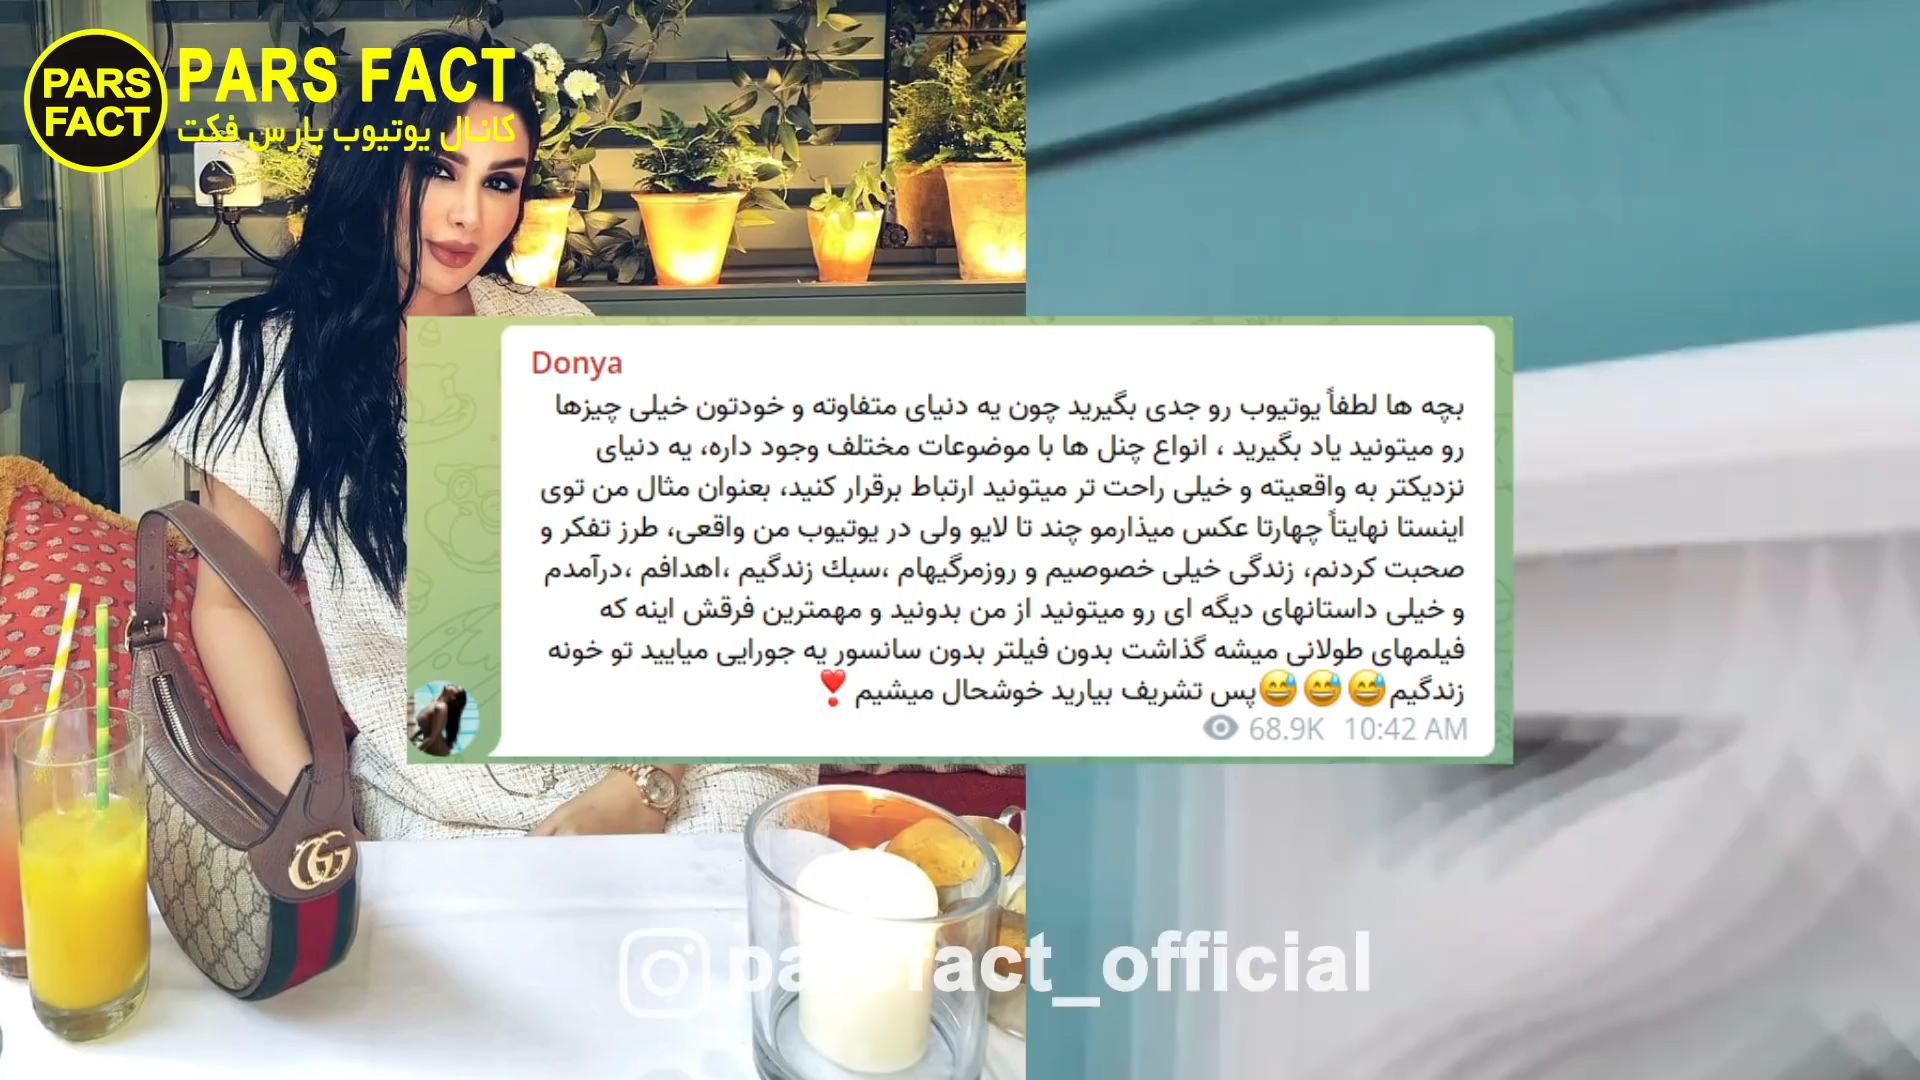 PARS FACT
PARS FACT
کانال یوتیوب پارس فکت
Donya
بچه ها لطفاً یوتیوب رو جدی بگیرید چون یه دنیای متفاوته و خودتون خیلی چیزها
رو میتونید یاد بگیرید ، انواع چنل ها با موضوعات مختلف وجود داره، یه دنیای
نزدیکتر به واقعیته و خیلی راحت تر میتونید ارتباط برقرار کنید، بعنوان مثال من توی
اینستا نهایتاً چهارتا عکس میذارمو چند تا لایو ولی در یوتیوب من واقعی، طرز تفکر و
صحبت کردنم، زندگی خیلی خصوصیم و روزمرگیهام ،سبك زندگیم ،اهدافم ،درآمدم
و خیلی داستانهای دیگه ای رو میتونید از من بدونید و مهمترین فرقش اینه که
فیلمهای طولانی میشه گذاشت بدون فیلتر بدون سانسور یه جورایی میایید تو خونه
زندگیم😅😅😅پس تشریف بیارید خوشحال میشیم❣️
68.9K 10:42 AM
_official